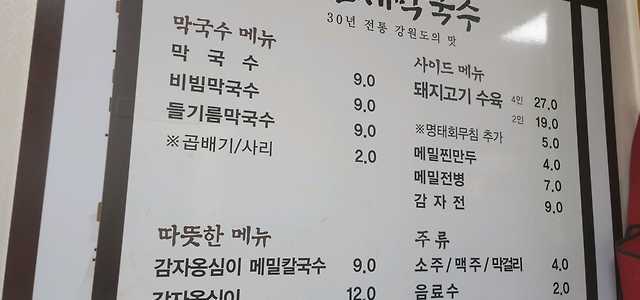 막국수
30년 전통 강원도의 맛
막국수 메뉴
막 국 수 9.0
비빔막국수 9.0
들기름막국수 9.0
※곱배기/사리 2.0
사이드 메뉴
돼지고기 수육 4인 27.0
2인 19.0
※명태회무침 추가 5.0
메밀찐만두 4.0
메밀전병 7.0
감 자 전 9.0
따뜻한 메뉴
감자옹심이 메밀칼국수 9.0
감자옹심이 12.0
주 류
소주/맥주/막걸리 4.0
음료수 2.0